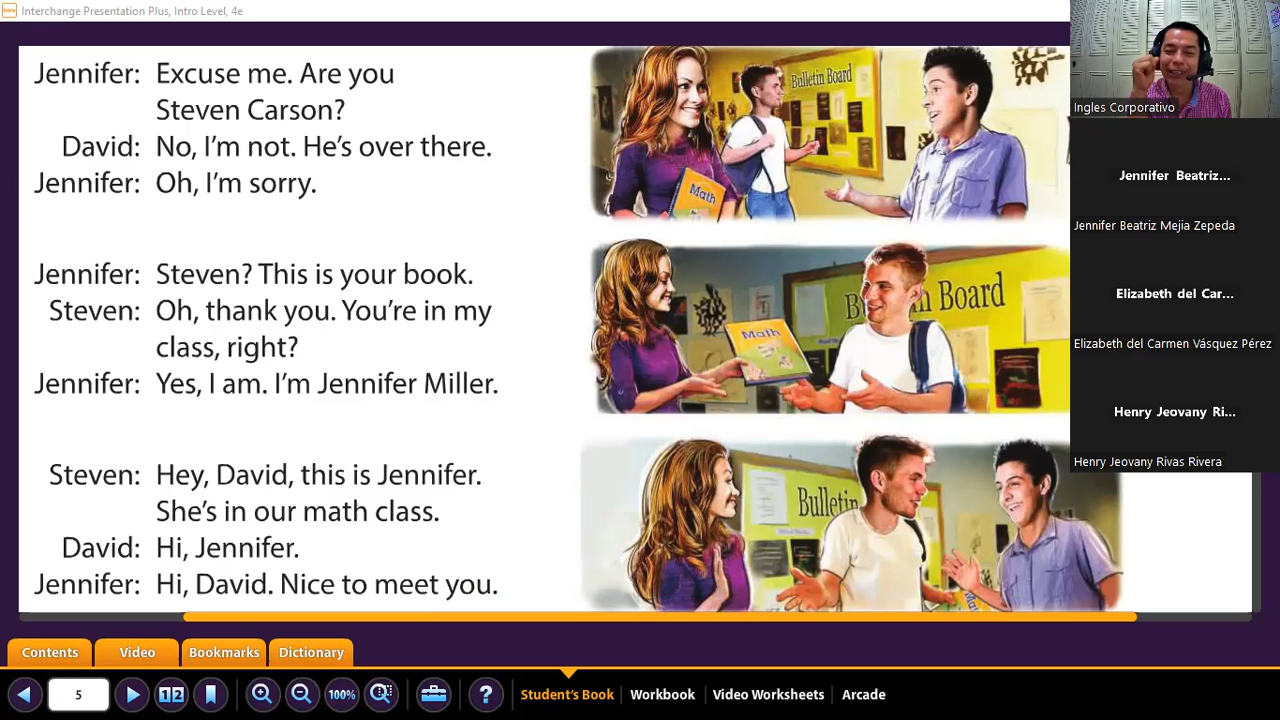 Interchange Presentation Plus, Intro Level, 4e
Jennifer: Excuse me. Are you
Steven Carson?
David: No, I'm not. He's over there.
Jennifer: Oh, I'm sorry.
Bulletin Board
Math
Jennifer: Steven? This is your book.
Steven: Oh, thank you. You're in my
class, right?
Jennifer: Yes, I am. I'm Jennifer Miller.
Math
Steven: Hey, David, this is Jennifer.
She's in our math class.
David: Hi, Jennifer.
Jennifer: Hi, David. Nice to meet you.
Bulletin
Ingles Corporativo
Jennifer Beatriz...
Jennifer Beatriz Mejia Zepeda
Elizabeth del Car...
Elizabeth del Carmen Vásquez Pérez
Henry Jeovany Ri...
Henry Jeovany Rivas Rivera
Contents
Video
Bookmarks
Dictionary
5
1 2
100%
?
Student's Book
Workbook
Video Worksheets
Arcade